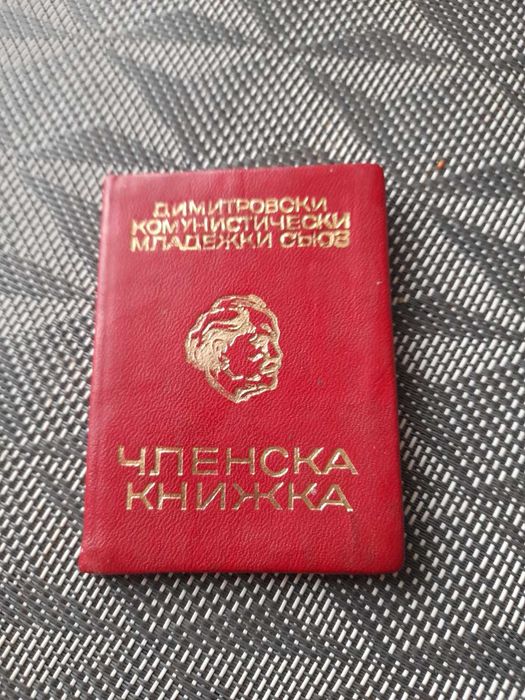 ДИМИТРОВСКИ
КОМУНИСТИЧЕСКИ
МЛАДЕЖКИ СЪЮЗ
ЧЛЕНСКА
КНИЖКА